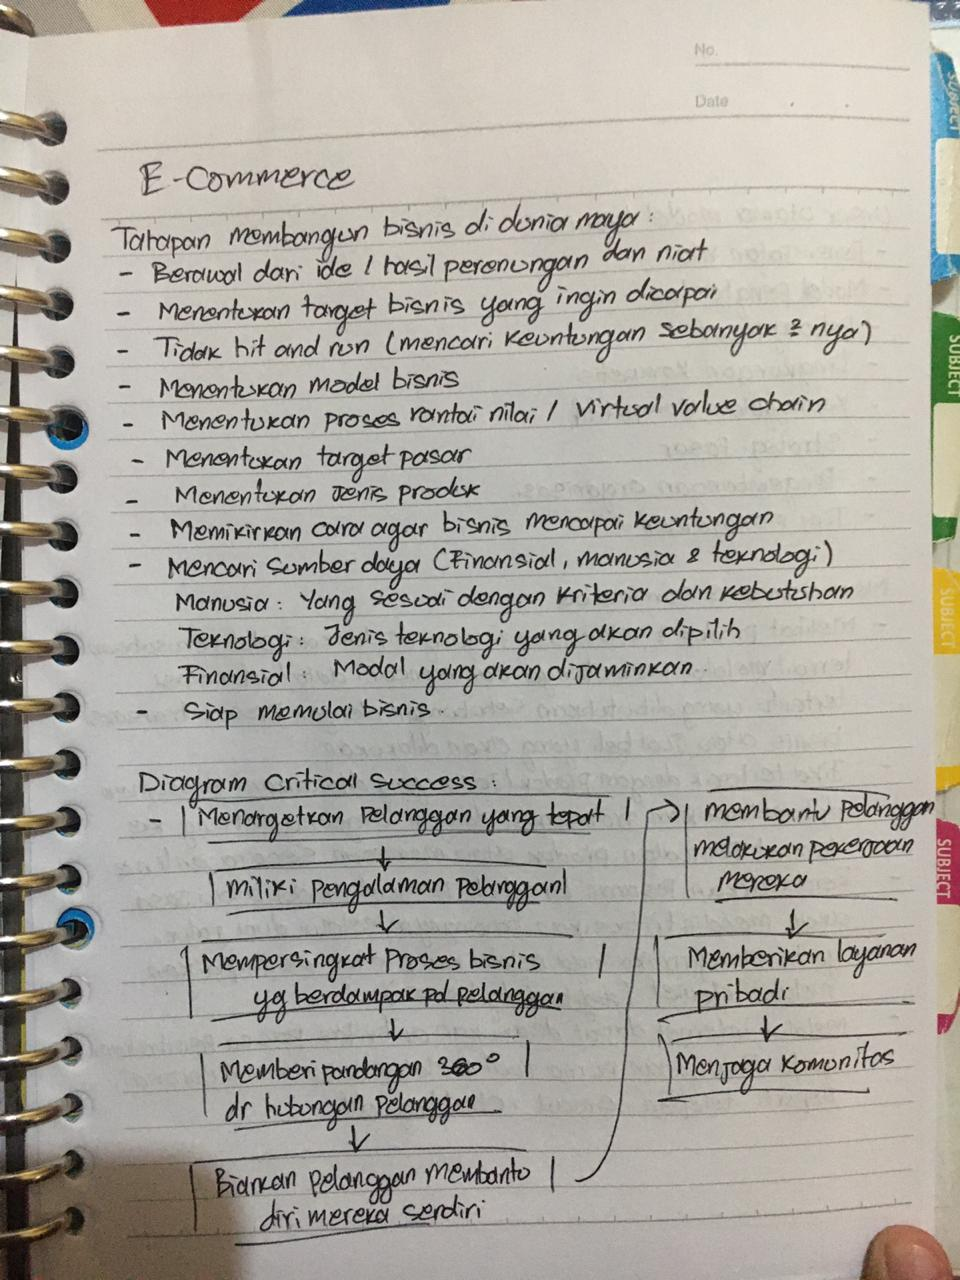 No.
Date
E-Commerce
Tahapan membangun bisnis di dunia maya :
- Berawal dari ide / hasil perenungan dan niat
- Menentukan target bisnis yang ingin dicapai
- Tidak hit and run (mencari keuntungan sebanyak 2 nya)
- Menentukan model bisnis
- Menentukan proses rantai nilai / virtual value chain
- Menentukan target pasar
- Menentukan Jenis produk
- Memikirkan cara agar bisnis mencapai keuntungan
- Mencari sumber daya (Finansial, manusia & teknologi)
Manusia : Yang sesuai dengan kriteria dan kebutuhan
Teknologi : Jenis teknologi yang akan dipilih
Finansial : Modal yang akan dijaminkan.
- Siap memulai bisnis.
Diagram Critical Success :
- Menargetkan Pelanggan yang tepat
miliki pengalaman Pelanggan
Mempersingkat Proses bisnis
yg berdampak pd pelanggan
Memberi pandangan 360°
dr hubungan Pelanggan
Biarkan Pelanggan membantu
diri mereka serdiri
membantu Pelanggan
melakukan pekerjaan
mereka
Memberikan layanan
pribadi
Menjaga Komunitas
SUBJECT
SUBJECT
SUBJECT
SUBJECT